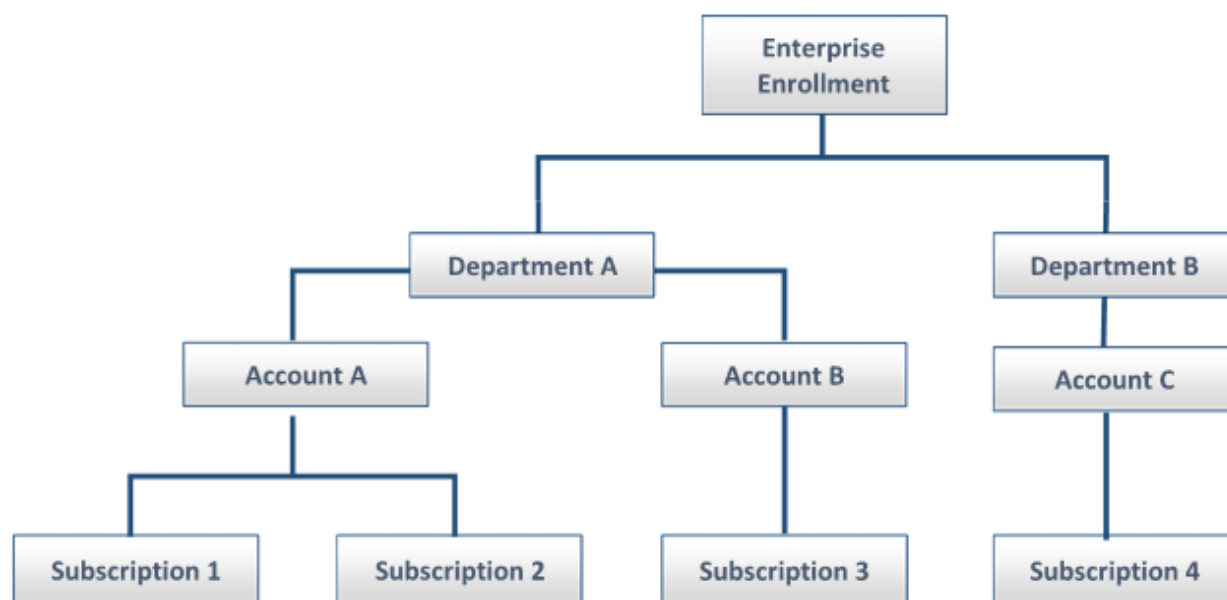 Enterprise
Enrollment
Department A
Department B
Account A
Account B
Account C
Subscription 1
Subscription 2
Subscription 3
Subscription 4